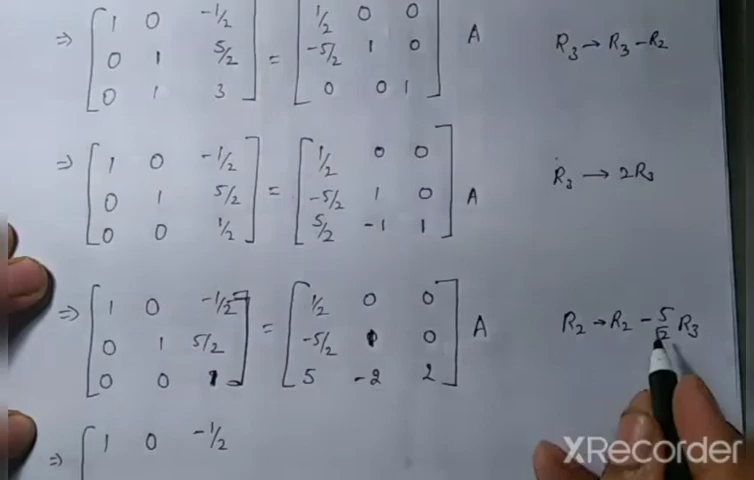 ⇒ [ 1 0 -1/2 ] = [ 1/2 0 0 ]
[ 0 1 5/2 ] [ -5/2 1 0 ] A R₃ → R₃ - R₂
[ 0 1 3 ] [ 0 0 1 ]
⇒ [ 1 0 -1/2 ] = [ 1/2 0 0 ]
[ 0 1 5/2 ] [ -5/2 1 0 ] A R₃ → 2R₃
[ 0 0 1/2 ] [ 5/2 -1 1 ]
⇒ [ 1 0 -1/2 ] = [ 1/2 0 0 ]
[ 0 1 5/2 ] [ -5/2 1 0 ] A R₂ → R₂ - 5/2 R₃
[ 0 0 1 ] [ 5 -2 2 ]
⇒ [ 1 0 -1/2
XRecorder